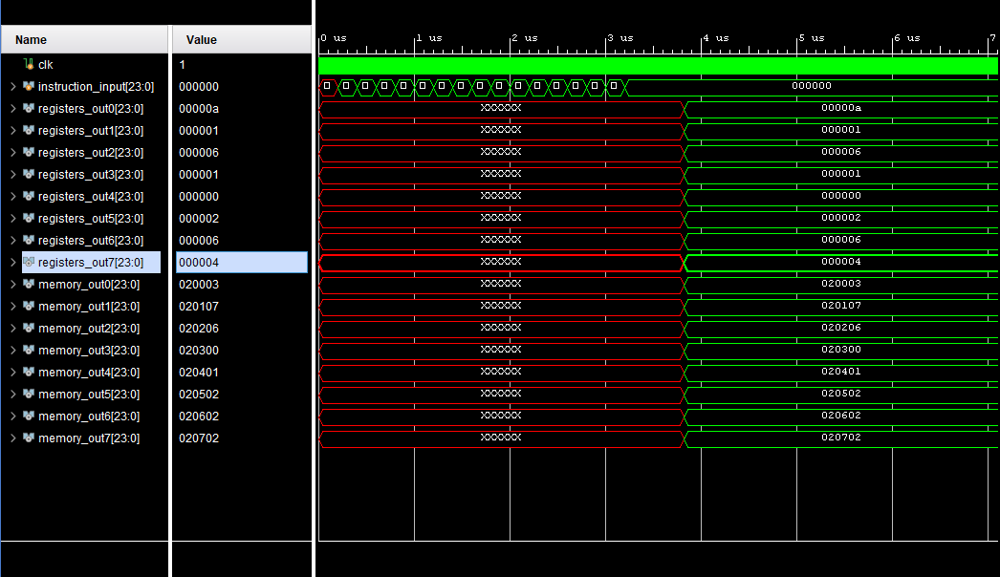 Name Value 0 us 1 us 2 us 3 us 4 us 5 us 6 us 7
clk 1
instruction_input[23:0] 000000 000000
registers_out0[23:0] 00000a XXXXXX 00000a
registers_out1[23:0] 000001 XXXXXX 000001
registers_out2[23:0] 000006 XXXXXX 000006
registers_out3[23:0] 000001 XXXXXX 000001
registers_out4[23:0] 000000 XXXXXX 000000
registers_out5[23:0] 000002 XXXXXX 000002
registers_out6[23:0] 000006 XXXXXX 000006
registers_out7[23:0] 000004 XXXXXX 000004
memory_out0[23:0] 020003 XXXXXX 020003
memory_out1[23:0] 020107 XXXXXX 020107
memory_out2[23:0] 020206 XXXXXX 020206
memory_out3[23:0] 020300 XXXXXX 020300
memory_out4[23:0] 020401 XXXXXX 020401
memory_out5[23:0] 020502 XXXXXX 020502
memory_out6[23:0] 020602 XXXXXX 020602
memory_out7[23:0] 020702 XXXXXX 020702